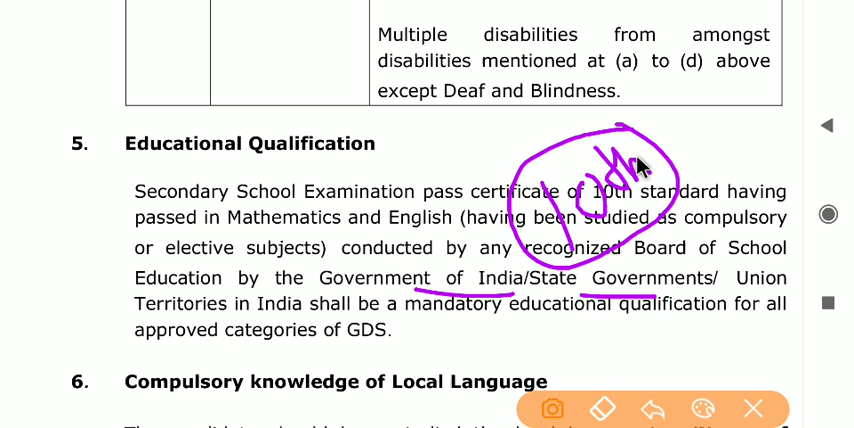 Multiple disabilities from amongst
disabilities mentioned at (a) to (d) above
except Deaf and Blindness.
5. Educational Qualification
10th
Secondary School Examination pass certificate of 10th standard having
passed in Mathematics and English (having been studied as compulsory
or elective subjects) conducted by any recognized Board of School
Education by the Government of India/State Governments/ Union
Territories in India shall be a mandatory educational qualification for all
approved categories of GDS.
6. Compulsory knowledge of Local Language